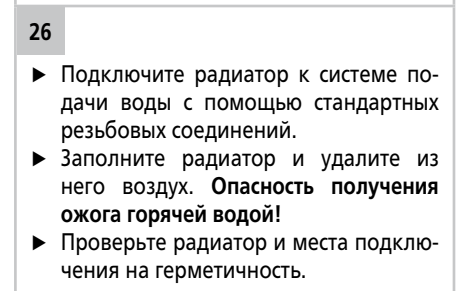 26
▶ Подключите радиатор к системе по-
дачи воды с помощью стандартных
резьбовых соединений.
▶ Заполните радиатор и удалите из
него воздух. Опасность получения
ожога горячей водой!
▶ Проверьте радиатор и места подклю-
чения на герметичность.